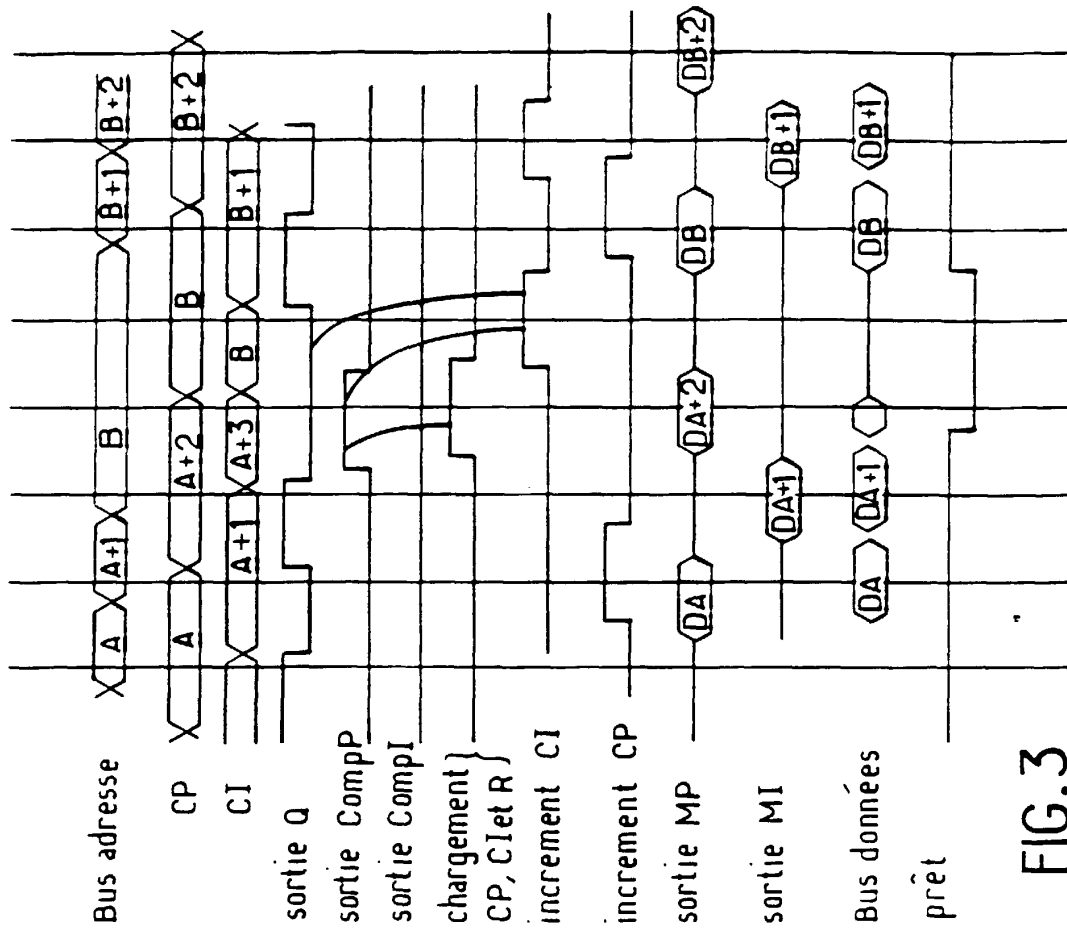 Bus adresse A A+1 B B+1 B+2
CP A A+2 B B+2
CI A+1 A+3 B B+1
sortie Q
sortie CompP
sortie CompI
chargement }
CP, CI et R }
increment CI
increment CP
sortie MP DA DA+2 DB DB+2
sortie MI DA+1 DB+1
Bus données DA DA+1 DB DB+1
prêt
FIG.3